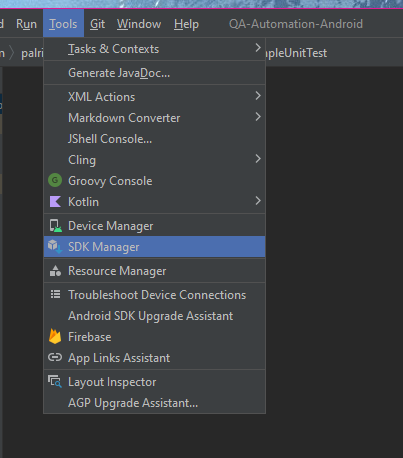 d Run Tools Git Window Help QA-Automation-Android
n palri mpleUnitTest
Tasks & Contexts
Generate JavaDoc...
XML Actions
Markdown Converter
JShell Console...
Cling
G Groovy Console
Kotlin
Device Manager
SDK Manager
Resource Manager
Troubleshoot Device Connections
Android SDK Upgrade Assistant
Firebase
App Links Assistant
Layout Inspector
AGP Upgrade Assistant...